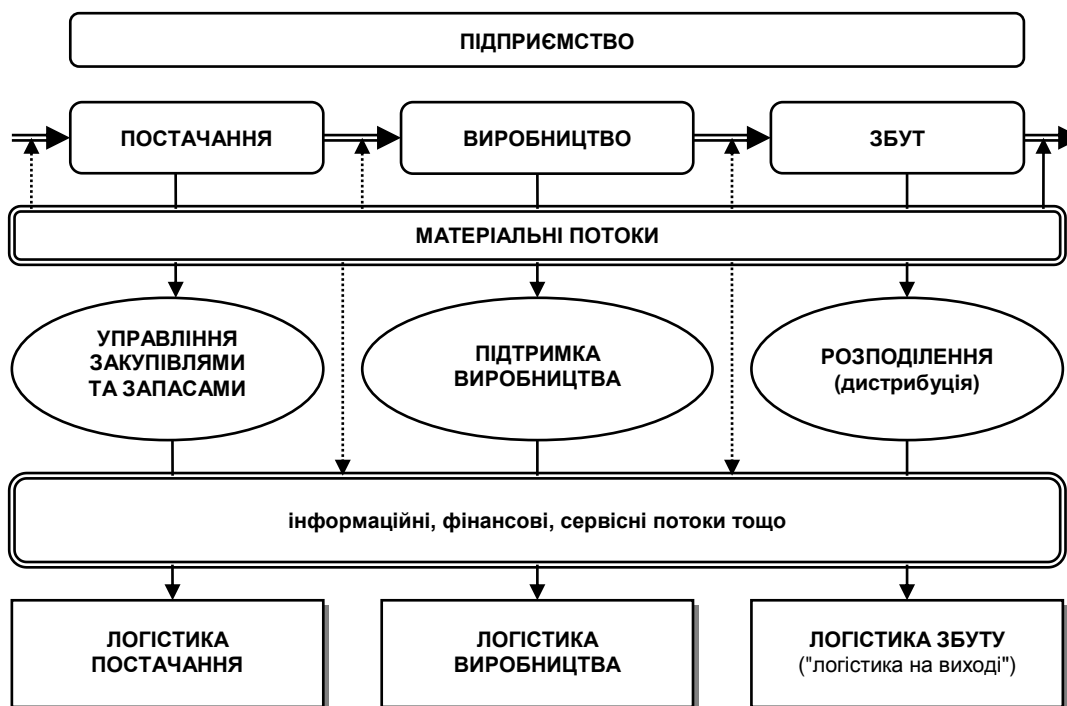 ПІДПРИЄМСТВО
ПОСТАЧАННЯ
ВИРОБНИЦТВО
ЗБУТ
МАТЕРІАЛЬНІ ПОТОКИ
УПРАВЛІННЯ
ЗАКУПІВЛЯМИ
ТА ЗАПАСАМИ
ПІДТРИМКА
ВИРОБНИЦТВА
РОЗПОДІЛЕННЯ
(дистрибуція)
інформаційні, фінансові, сервісні потоки тощо
ЛОГІСТИКА
ПОСТАЧАННЯ
ЛОГІСТИКА
ВИРОБНИЦТВА
ЛОГІСТИКА ЗБУТУ
("логістика на виході")